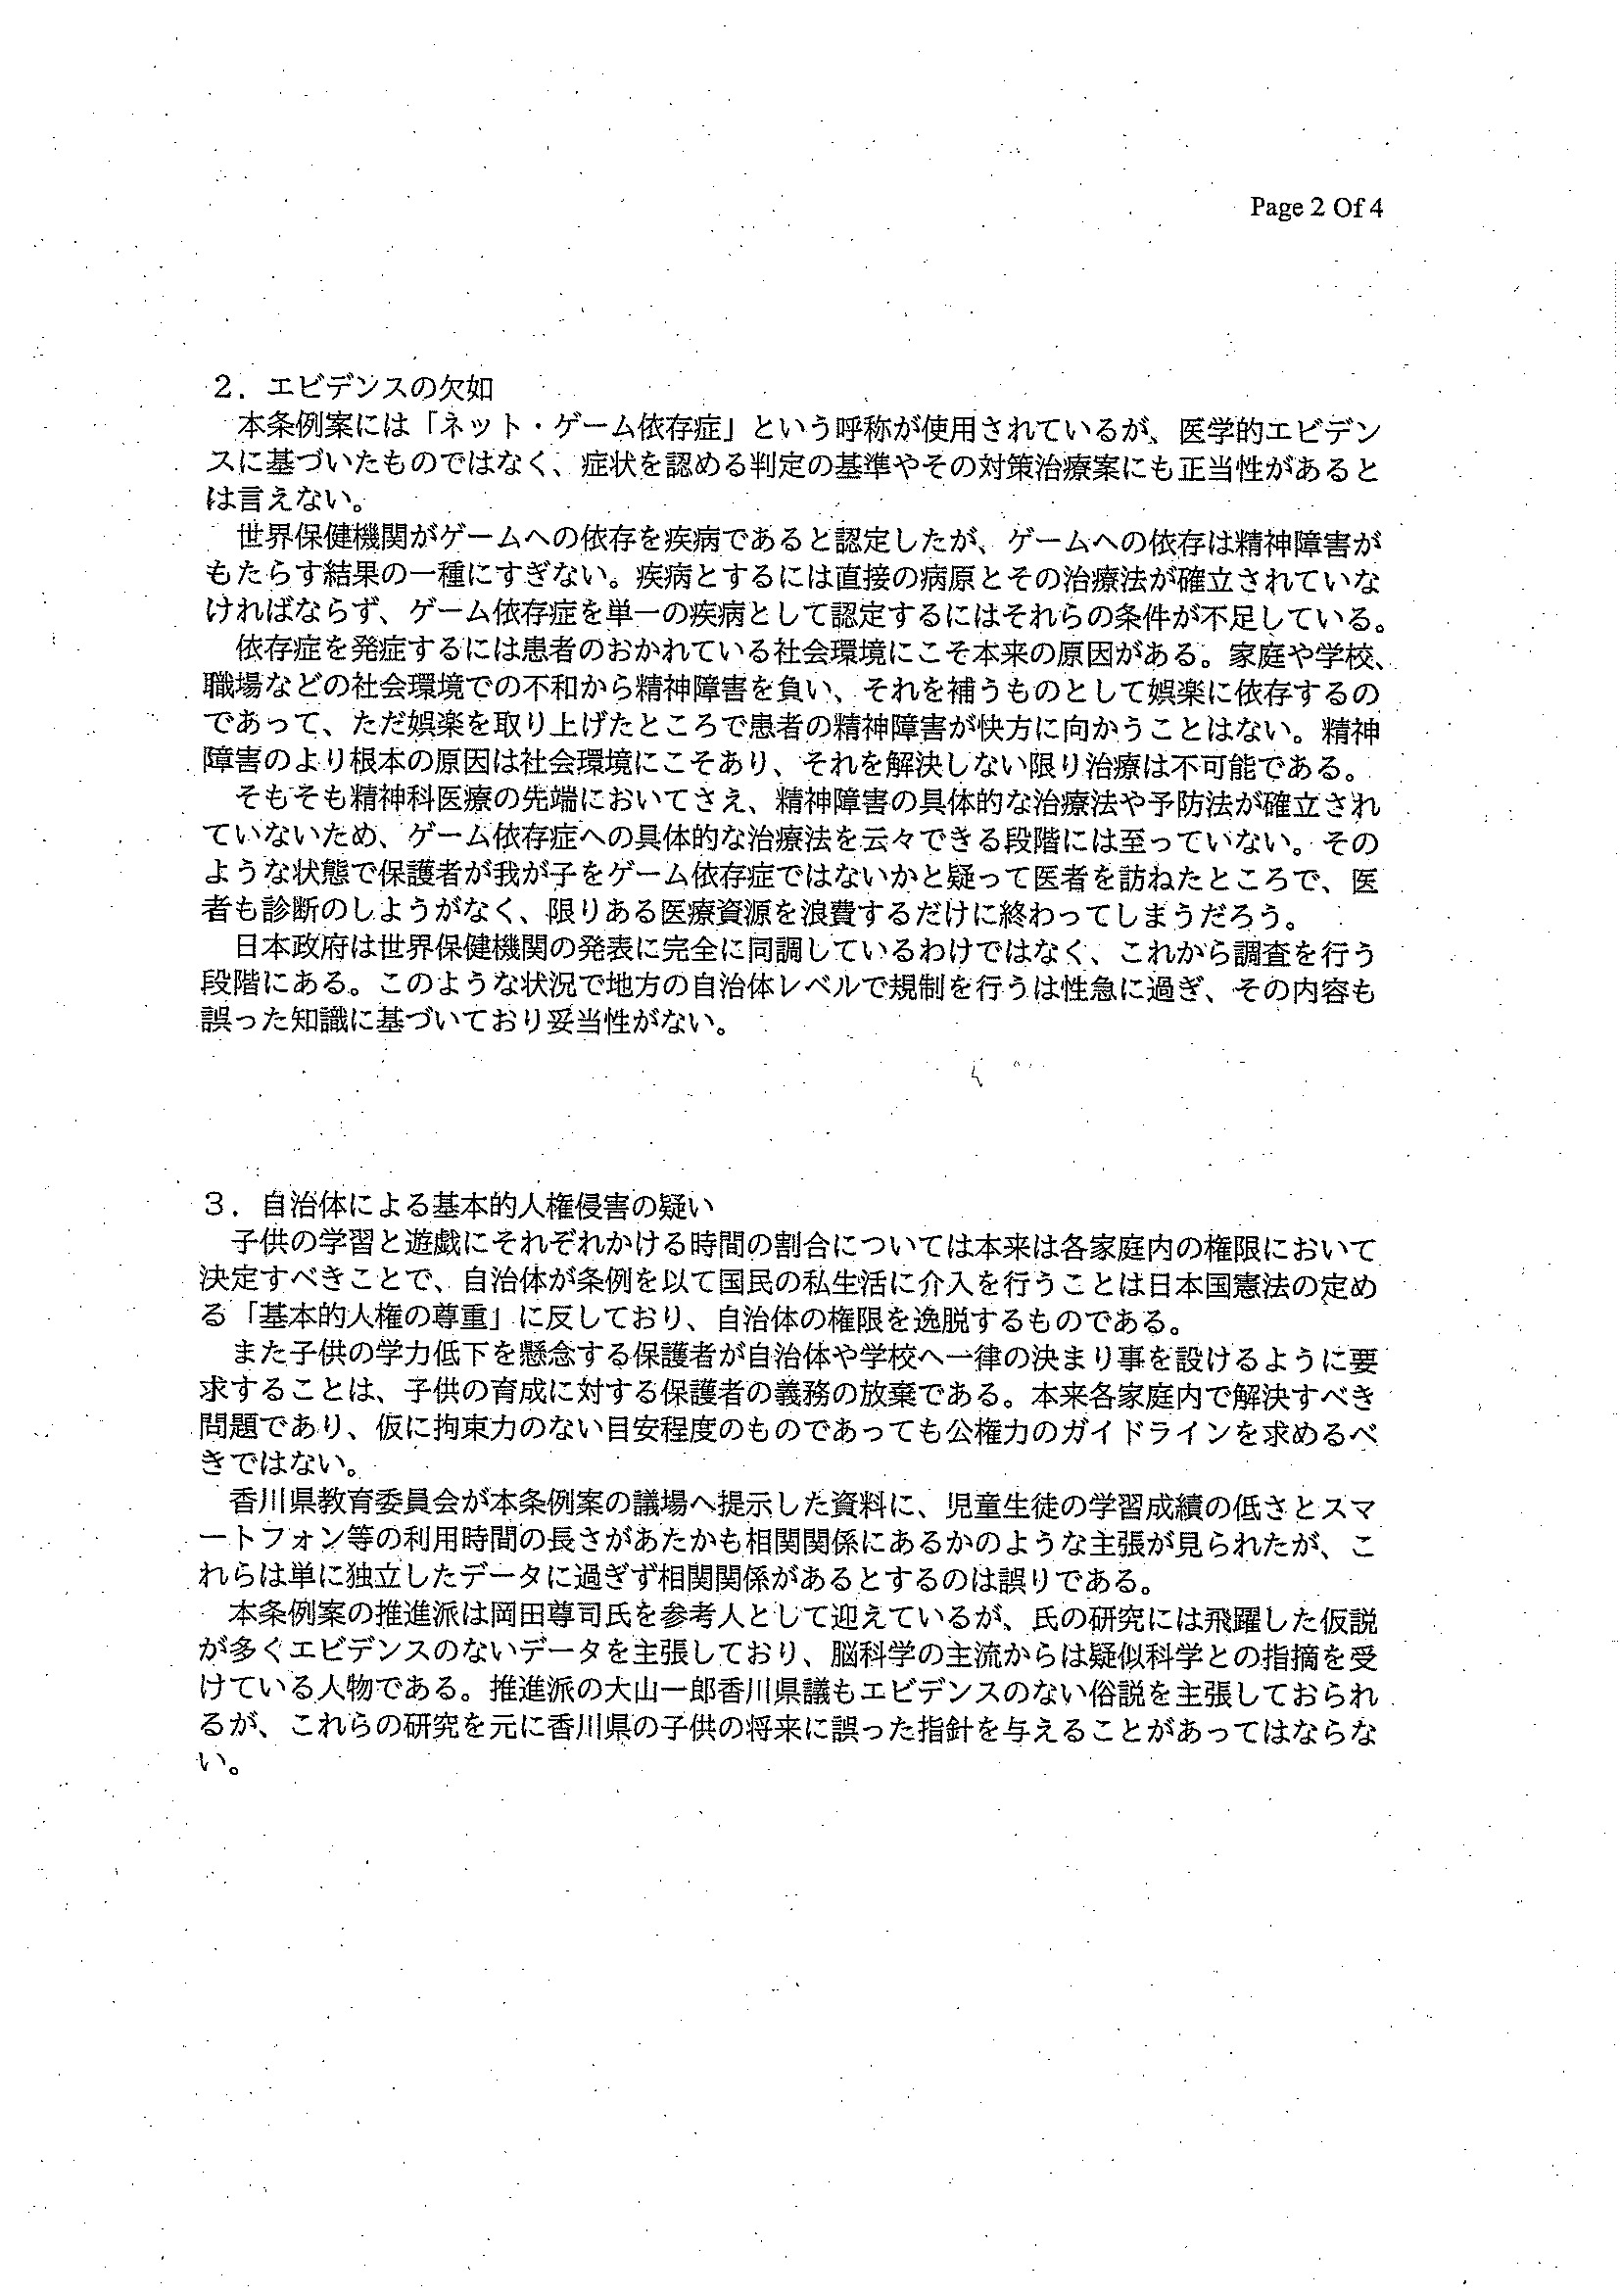 Page 2 Of 4
2．エビデンスの欠如
　本条例案には「ネット・ゲーム依存症」という呼称が使用されているが、医学的エビデン
スに基づいたものではなく、症状を認める判定の基準やその対策治療案にも正当性があると
は言えない。
　世界保健機関がゲームへの依存を疾病であると認定したが、ゲームへの依存は精神障害が
もたらす結果の一種にすぎない。疾病とするには直接の病原とその治療法が確立されていな
ければならず、ゲーム依存症を単一の疾病として認定するにはそれらの条件が不足している。
　依存症を発症するには患者のおかれている社会環境にこそ本来の原因がある。家庭や学校、
職場などの社会環境での不和から精神障害を負い、それを補うものとして娯楽に依存するの
であって、ただ娯楽を取り上げたところで患者の精神障害が快方に向かうことはない。精神
障害のより根本の原因は社会環境にこそあり、それを解決しない限り治療は不可能である。
　そもそも精神科医療の先端においてさえ、精神障害の具体的な治療法や予防法が確立され
ていないため、ゲーム依存症への具体的な治療法を云々できる段階には至っていない。その
ような状態で保護者が我が子をゲーム依存症ではないかと疑って医者を訪ねたところで、医
者も診断のしようがなく、限りある医療資源を浪費するだけに終わってしまうだろう。
　日本政府は世界保健機関の発表に完全に同調しているわけではなく、これから調査を行う
段階にある。このような状況で地方の自治体レベルで規制を行うは性急に過ぎ、その内容も
誤った知識に基づいており妥当性がない。
3．自治体による基本的人権侵害の疑い
　子供の学習と遊戯にそれぞれかける時間の割合については本来は各家庭内の権限において
決定すべきことで、自治体が条例を以て国民の私生活に介入を行うことは日本国憲法の定め
る「基本的人権の尊重」に反しており、自治体の権限を逸脱するものである。
　また子供の学力低下を懸念する保護者が自治体や学校へ一律の決まり事を設けるように要
求することは、子供の育成に対する保護者の義務の放棄である。本来各家庭内で解決すべき
問題であり、仮に拘束力のない目安程度のものであっても公権力のガイドラインを求めるべ
きではない。
　香川県教育委員会が本条例案の議場へ提示した資料に、児童生徒の学習成績の低さとスマ
ートフォン等の利用時間の長さがあたかも相関関係にあるかのような主張が見られたが、こ
れらは単に独立したデータに過ぎず相関関係があるとするのは誤りである。
　本条例案の推進派は岡田尊司氏を参考人として迎えているが、氏の研究には飛躍した仮説
が多くエビデンスのないデータを主張しており、脳科学の主流からは疑似科学との指摘を受
けている人物である。推進派の大山一郎香川県議もエビデンスのない俗説を主張しておられ
るが、これらの研究を元に香川県の子供の将来に誤った指針を与えることがあってはならな
い。